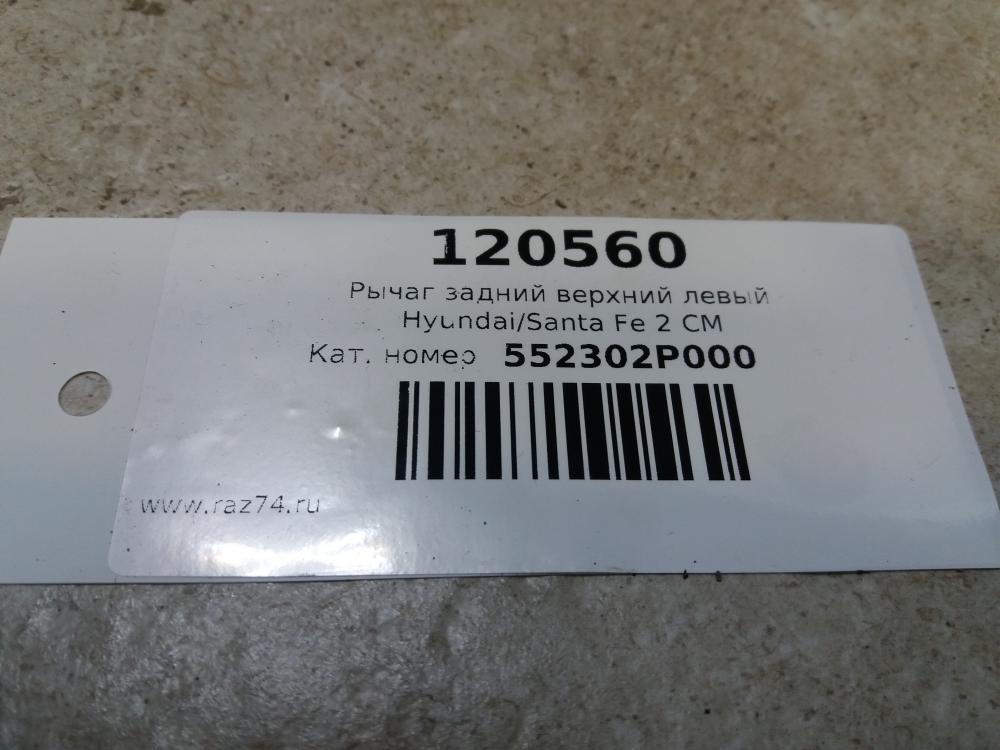 120560
Рычаг задний верхний левый
Hyundai/Santa Fe 2 CM
Кат. номер 552302P000
www.raz74.ru